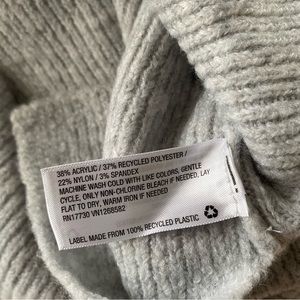 38% ACRYLIC / 37% RECYCLED POLYESTER /
22% NYLON / 3% SPANDEX
MACHINE WASH COLD WITH LIKE COLORS, GENTLE
CYCLE, ONLY NON-CHLORINE BLEACH IF NEEDED, LAY
FLAT TO DRY, WARM IRON IF NEEDED.
RN17730 VN1268582
LABEL MADE FROM 100% RECYCLED PLASTIC